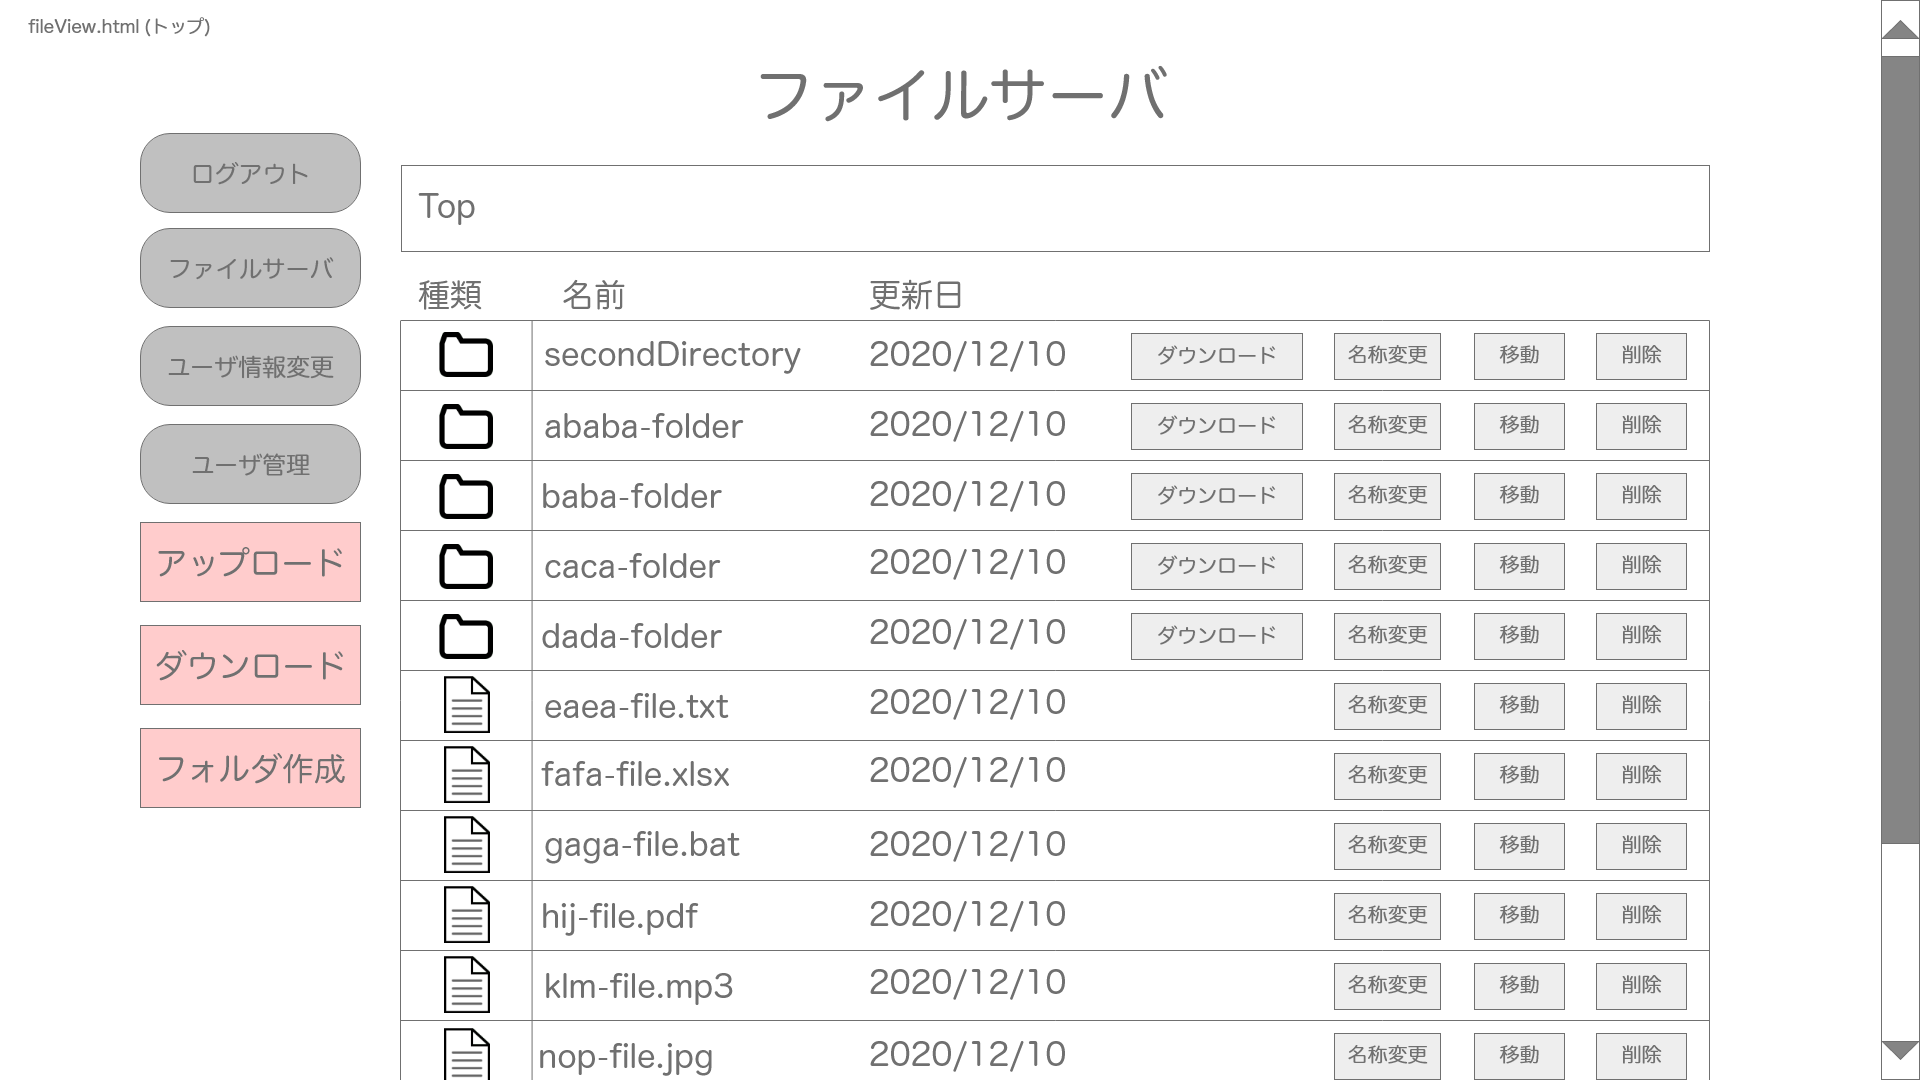 fileView.html (トップ)
ファイルサーバ
ログアウト
ファイルサーバ
ユーザ情報変更
ユーザ管理
アップロード
ダウンロード
フォルダ作成
Top
種類 名前 更新日
secondDirectory 2020/12/10 ダウンロード 名称変更 移動 削除
ababa-folder 2020/12/10 ダウンロード 名称変更 移動 削除
baba-folder 2020/12/10 ダウンロード 名称変更 移動 削除
caca-folder 2020/12/10 ダウンロード 名称変更 移動 削除
dada-folder 2020/12/10 ダウンロード 名称変更 移動 削除
eaea-file.txt 2020/12/10 名称変更 移動 削除
fafa-file.xlsx 2020/12/10 名称変更 移動 削除
gaga-file.bat 2020/12/10 名称変更 移動 削除
hij-file.pdf 2020/12/10 名称変更 移動 削除
klm-file.mp3 2020/12/10 名称変更 移動 削除
nop-file.jpg 2020/12/10 名称変更 移動 削除